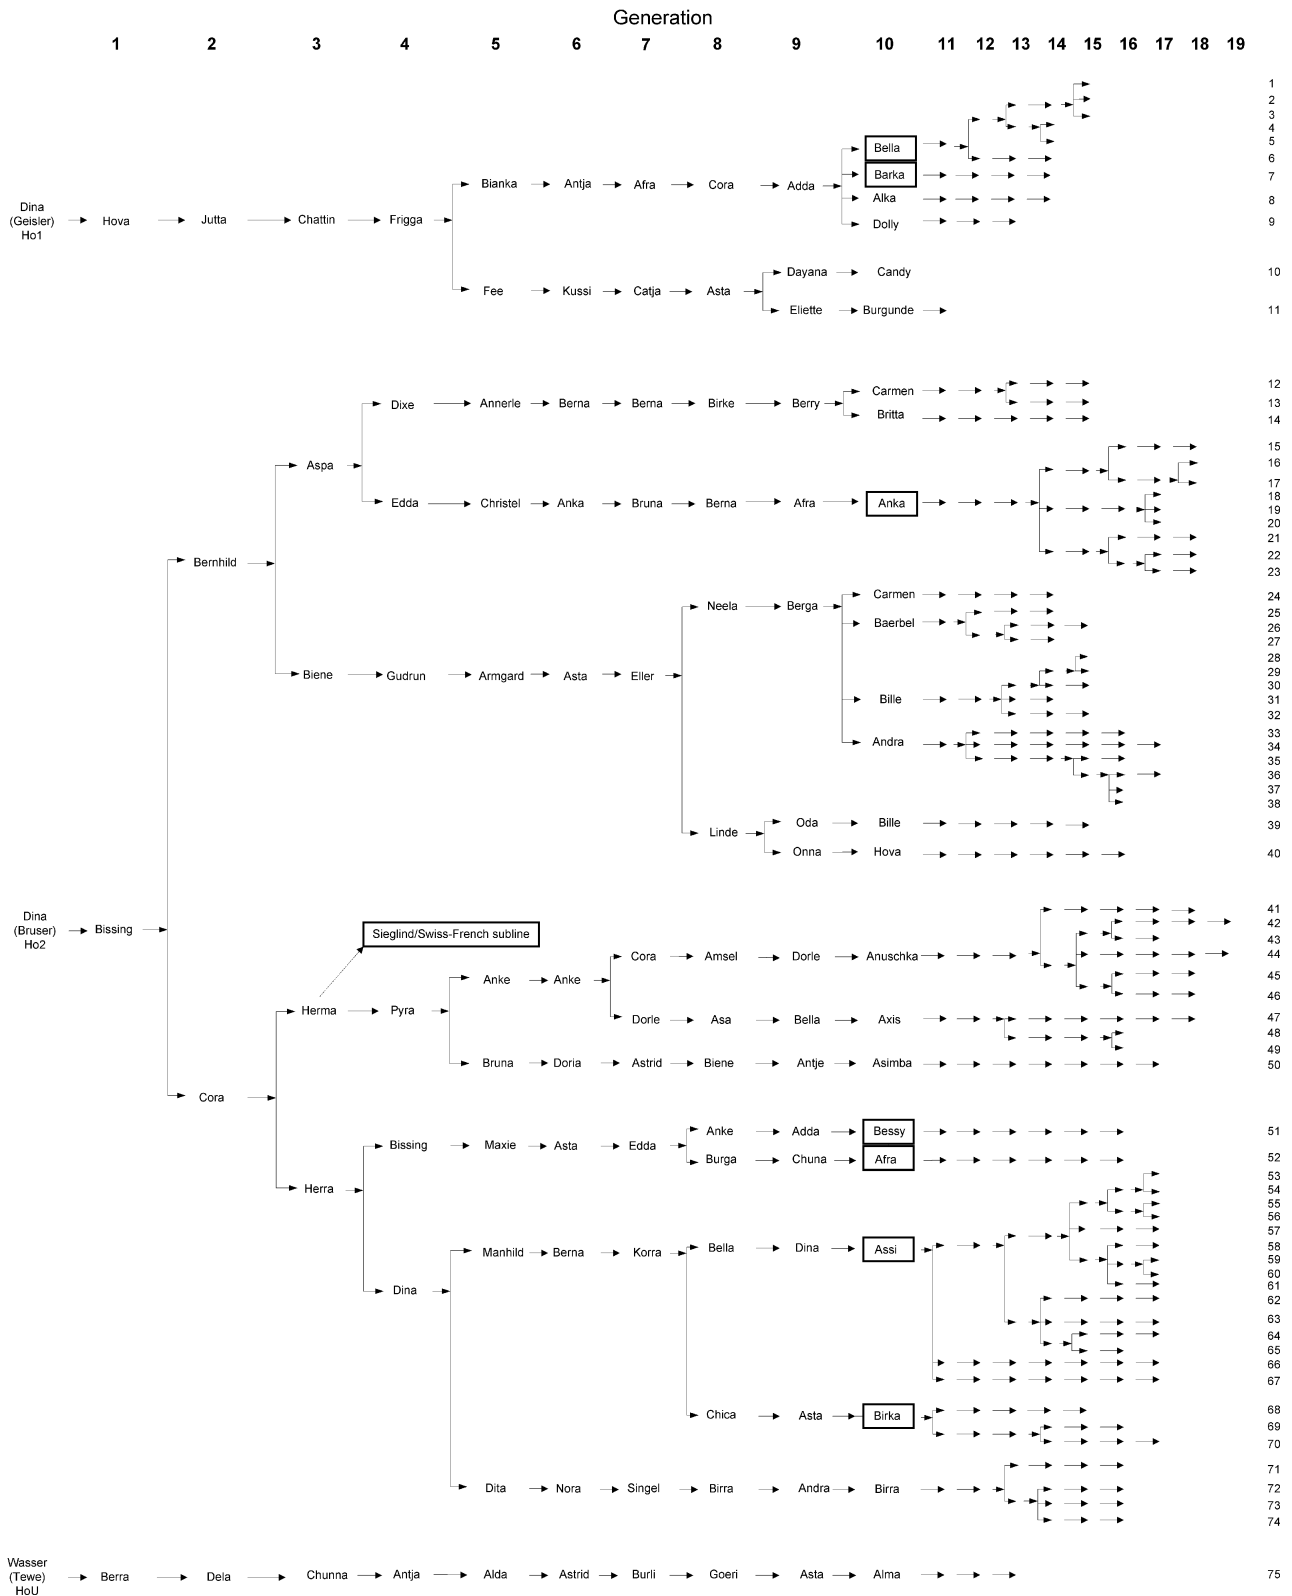 Generation
1 2 3 4 5 6 7 8 9 10 11 12 13 14 15 16 17 18 19
1
2
3
4
5
Bella
6
Barka 7
Bianka Antja Afra Cora Adda
Alka 8
Dina
(Geisler)
Ho1
Hova Jutta Chattin Frigga
Dolly 9
Dayana Candy 10
Fee Kussi Catja Asta
Eliette Burgunde 11
Carmen 12
Dixe Annerle Berna Berna Birke Berry 13
Britta 14
15
Aspa 16
17
18
Edda Christel Anka Bruna Berna Afra Anka 19
20
21
22
Bernhild 23
Carmen 24
Neela Berga 25
Baerbel 26
27
28
Biene Gudrun Armgard Asta Eller 29
30
Bille 31
32
33
Andra 34
35
36
37
38
Oda Bille 39
Linde
Onna Hova 40
41
Dina
(Bruser)
Ho2
Bissing 42
Sieglind/Swiss-French subline 43
Cora Amsel Dorle Anuschka 44
Anke Anke 45
46
Herma Pyra
Dorle Asa Bella Axis 47
48
49
Bruna Doria Astrid Biene Antje Asimba 50
Cora
Anke Adda Bessy 51
Bissing Maxie Asta Edda
Burga Chuna Afra 52
53
Herra 54
55
56
57
Manhild Berna Korra Bella Dina Assi 58
59
60
61
Dina 62
63
64
65
66
67
68
Chica Asta Birka 69
70
71
Dita Nora Singel Birra Andra Birra 72
73
74
Wasser
(Tewe)
HoU
Berra Dela Chunna Antja Alda Astrid Burli Goeri Asta Alma 75